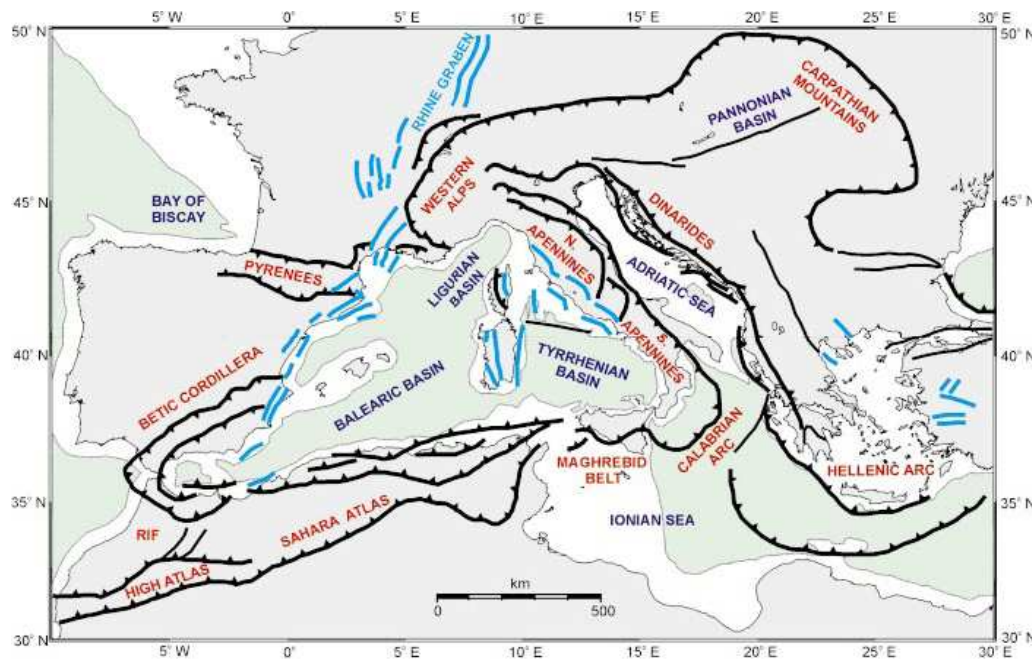 5° W
0°
5° E
10° E
15° E
20° E
25° E
30° E
50° N
50° N
RHINE GRABEN
CARPATHIAN
MOUNTAINS
PANNONIAN
BASIN
WESTERN
ALPS
45° N
45° N
BAY OF
BISCAY
DINARIDES
N.
APENNINES
PYRENEES
LIGURIAN
BASIN
ADRIATIC SEA
S.
APENNINES
40° N
40° N
BETIC CORDILLERA
TYRRHENIAN
BASIN
BALEARIC BASIN
CALABRIAN
ARC
MAGHREBID
BELT
HELLENIC ARC
35° N
35° N
RIF
SAHARA ATLAS
IONIAN SEA
HIGH ATLAS
km
0
500
30° N
30° N
5° W
0°
5° E
10° E
15° E
20° E
25° E
30° E